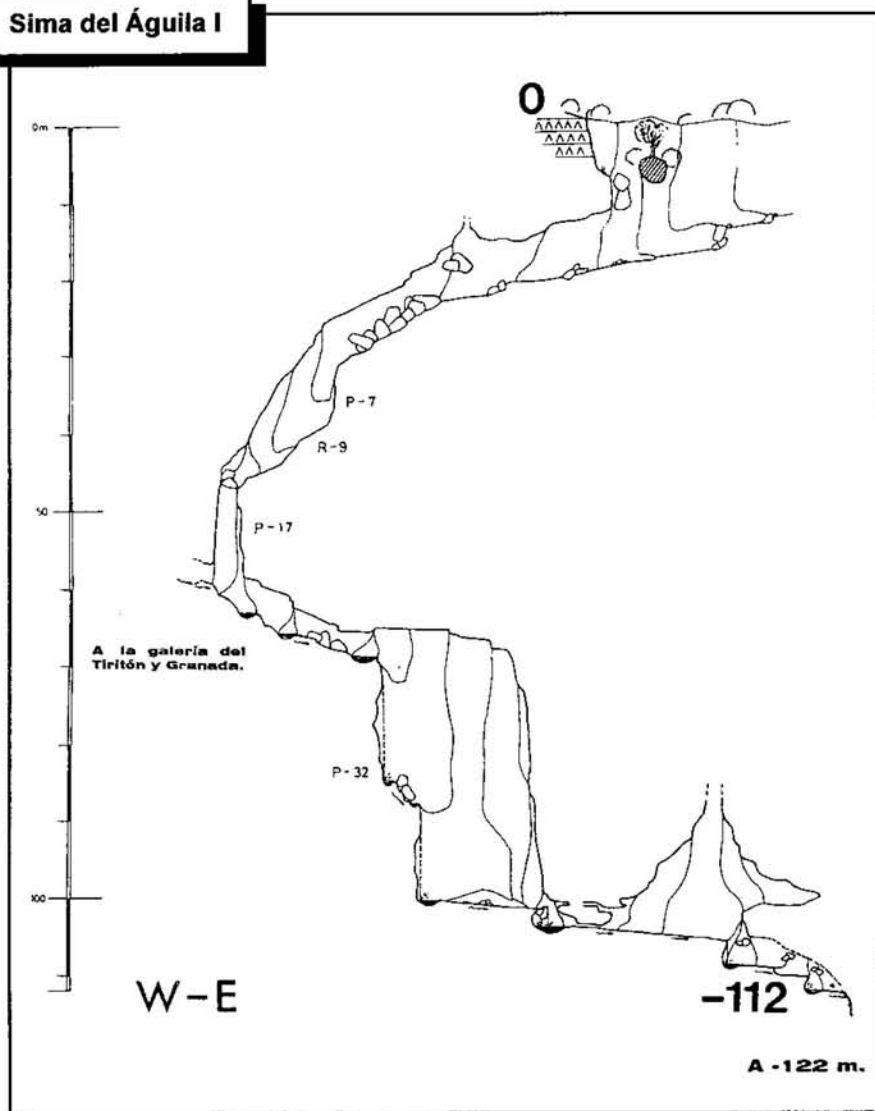 Sima del Águila I
0
0m
P-7
R-9
50
P-17
A la galería del
Tiritón y Granada.
P-32
100
W-E
-112
A -122 m.